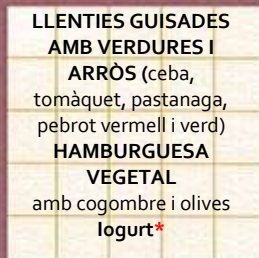 LLENTIES GUISADES
AMB VERDURES I
ARRÒS (ceba,
tomàquet, pastanaga,
pebrot vermell i verd)
HAMBURGUESA
VEGETAL
amb cogombre i olives
Iogurt*